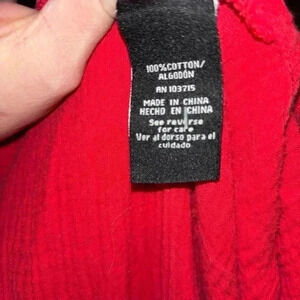 100%COTTON/
ALGODÓN
RN 103715
MADE IN CHINA
HECHO EN CHINA
See reverse
for care
Ver al dorso para el
cuidado